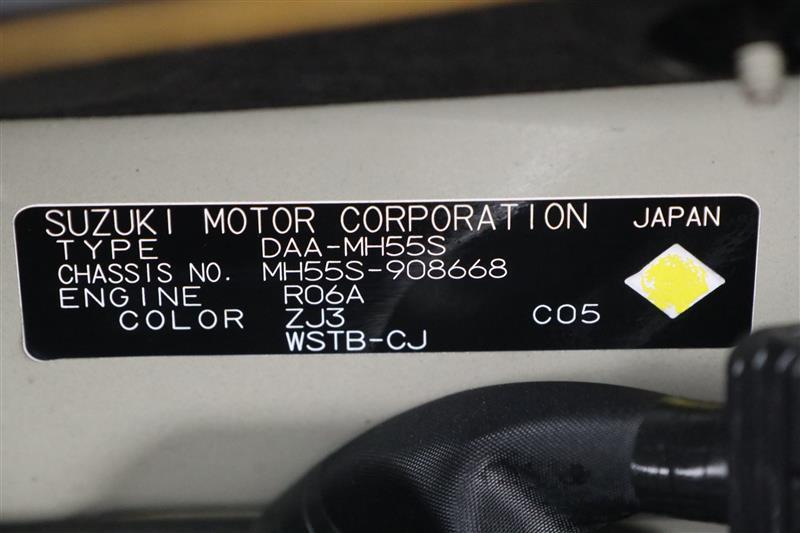 SUZUKI MOTOR CORPORATION JAPAN
TYPE DAA-MH55S
CHASSIS NO. MH55S-908668
ENGINE R06A
COLOR ZJ3 C05
WSTB-CJ